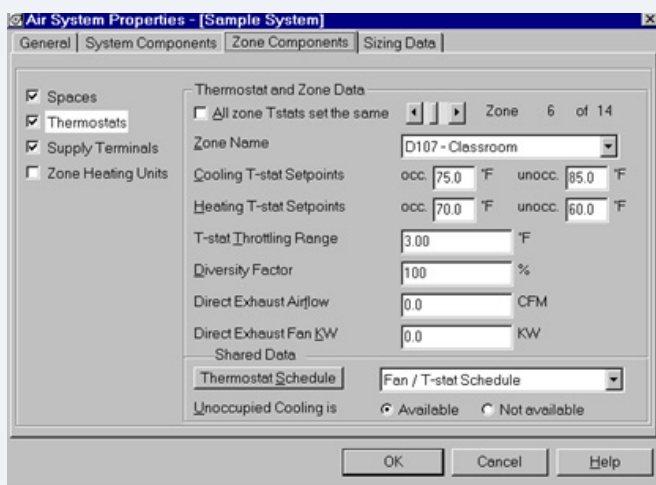 Air System Properties - [Sample System]
General System Components Zone Components Sizing Data
Spaces
Thermostats
Supply Terminals
Zone Heating Units
Thermostat and Zone Data
All zone Tstats set the same Zone 6 of 14
Zone Name D107 - Classroom
Cooling T-stat Setpoints occ. 75.0 °F unocc. 85.0 °F
Heating T-stat Setpoints occ. 70.0 °F unocc. 60.0 °F
T-stat Throttling Range 3.00 °F
Diversity Factor 100 %
Direct Exhaust Airflow 0.0 CFM
Direct Exhaust Fan KW 0.0 KW
Shared Data
Thermostat Schedule Fan / T-stat Schedule
Unoccupied Cooling is Available Not available
OK Cancel Help